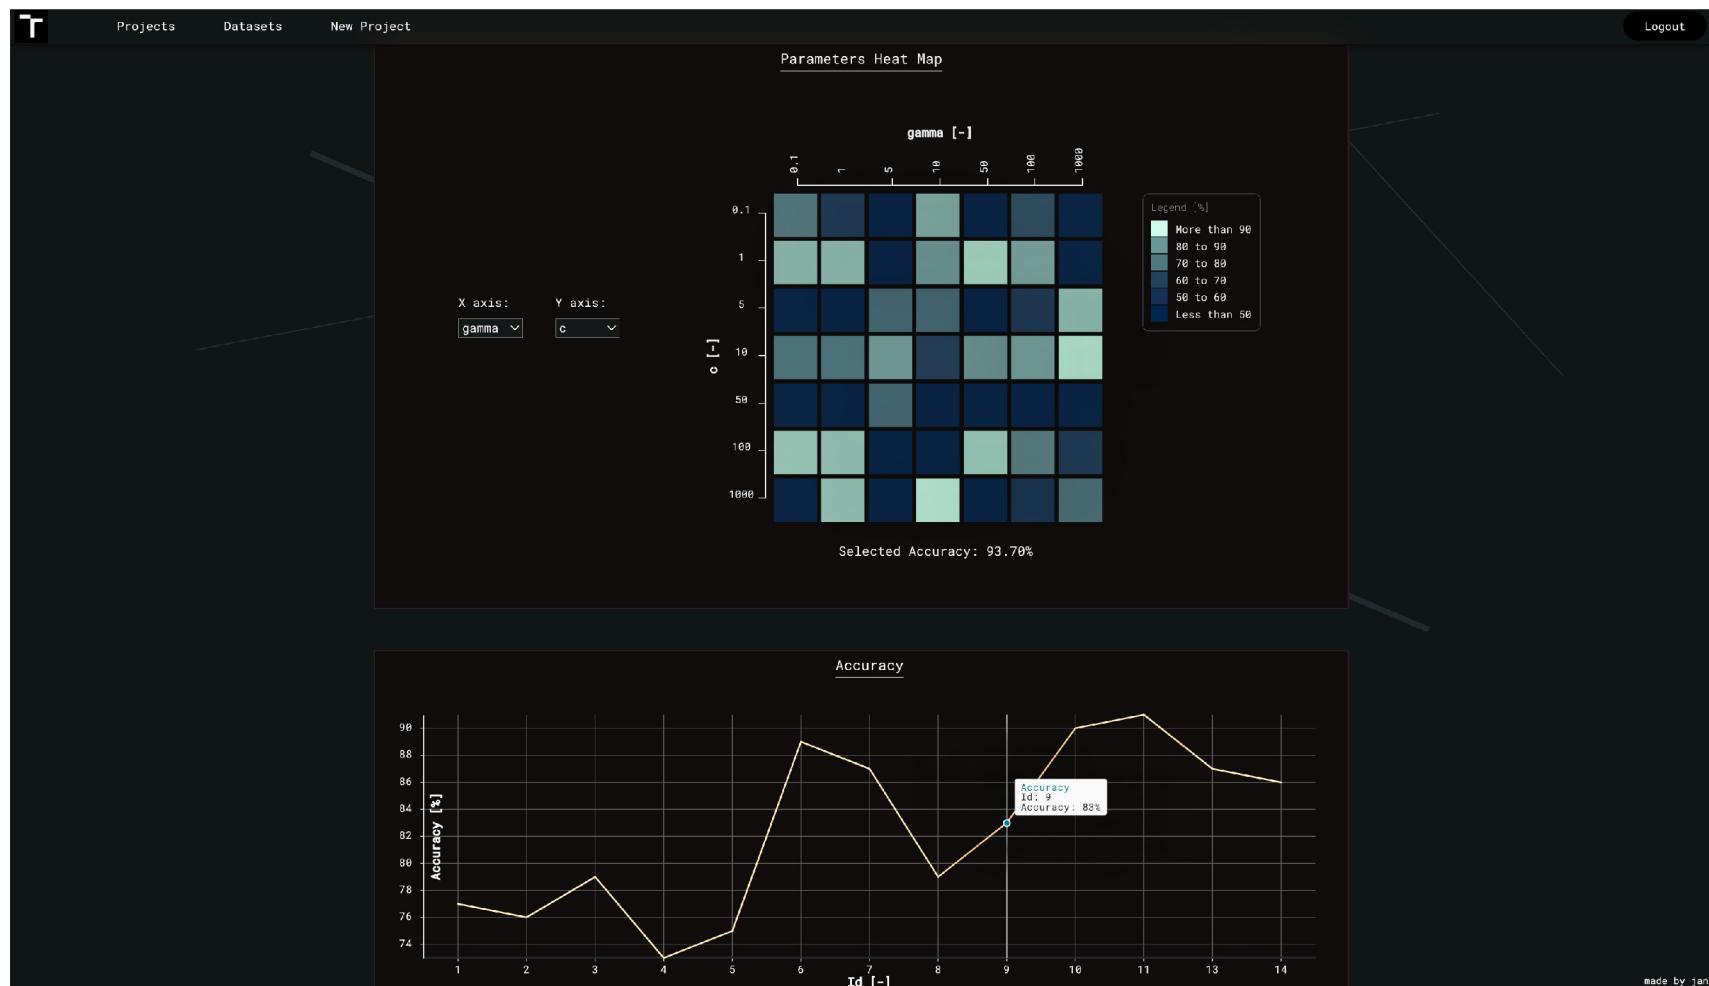 T Projects Datasets New Project Logout
Parameters Heat Map
gamma [-]
0.1 1 5 10 50 100 1000
c [-]
0.1
1
5
10
50
100
1000
Legend [%]
More than 90
80 to 90
70 to 80
60 to 70
50 to 60
Less than 50
X axis: Y axis:
gamma c
Selected Accuracy: 93.70%
Accuracy
Accuracy [%]
90
88
86
84
82
80
78
76
74
Accuracy
Id: 9
Accuracy: 83%
1 2 3 4 5 6 7 8 9 10 11 13 14
Id [-]
made by jan